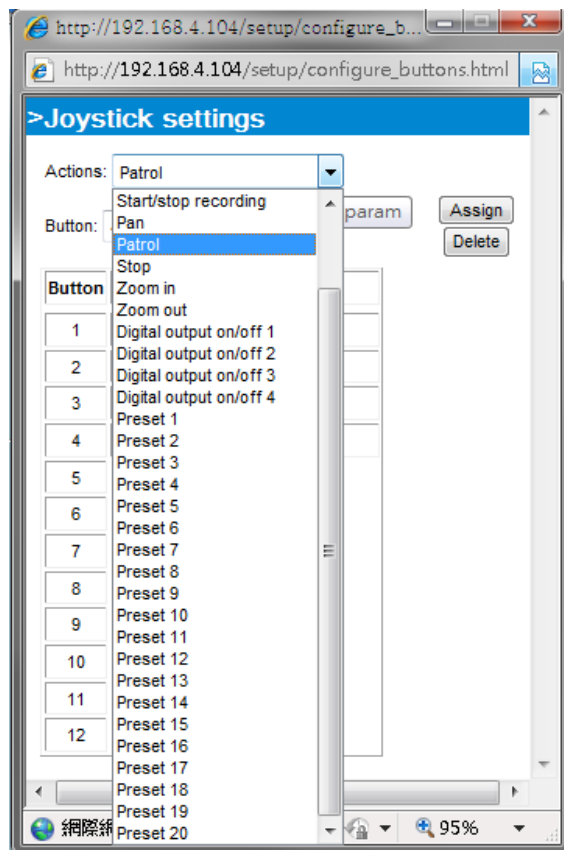 http://192.168.4.104/setup/configure_b...
http://192.168.4.104/setup/configure_buttons.html
>Joystick settings
Actions: Patrol
Button:
param
Assign
Delete
Start/stop recording
Pan
Patrol
Stop
Zoom in
Zoom out
Digital output on/off 1
Digital output on/off 2
Digital output on/off 3
Digital output on/off 4
Preset 1
Preset 2
Preset 3
Preset 4
Preset 5
Preset 6
Preset 7
Preset 8
Preset 9
Preset 10
Preset 11
Preset 12
Preset 13
Preset 14
Preset 15
Preset 16
Preset 17
Preset 18
Preset 19
Preset 20
Button
1
2
3
4
5
6
7
8
9
10
11
12
網際網
95%